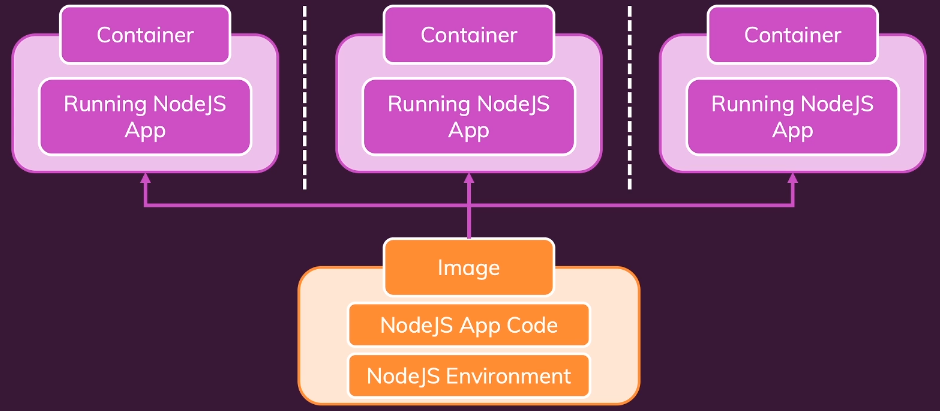 Container
Running NodeJS
App
Container
Running NodeJS
App
Container
Running NodeJS
App
Image
NodeJS App Code
NodeJS Environment